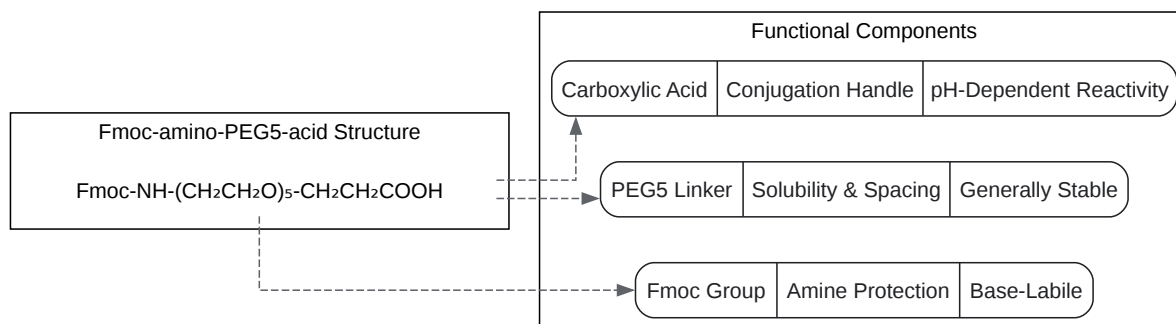 Functional Components
Carboxylic Acid Conjugation Handle pH-Dependent Reactivity
Fmoc-amino-PEG5-acid Structure
Fmoc-NH-(CH₂CH₂O)₅-CH₂CH₂COOH
PEG5 Linker Solubility & Spacing Generally Stable
Fmoc Group Amine Protection Base-Labile